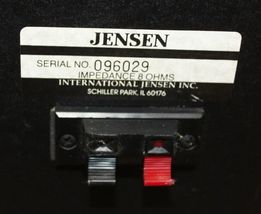 JENSEN
SERIAL NO. 096029
IMPEDANCE 8 OHMS
INTERNATIONAL JENSEN INC.
SCHILLER PARK, IL 60176